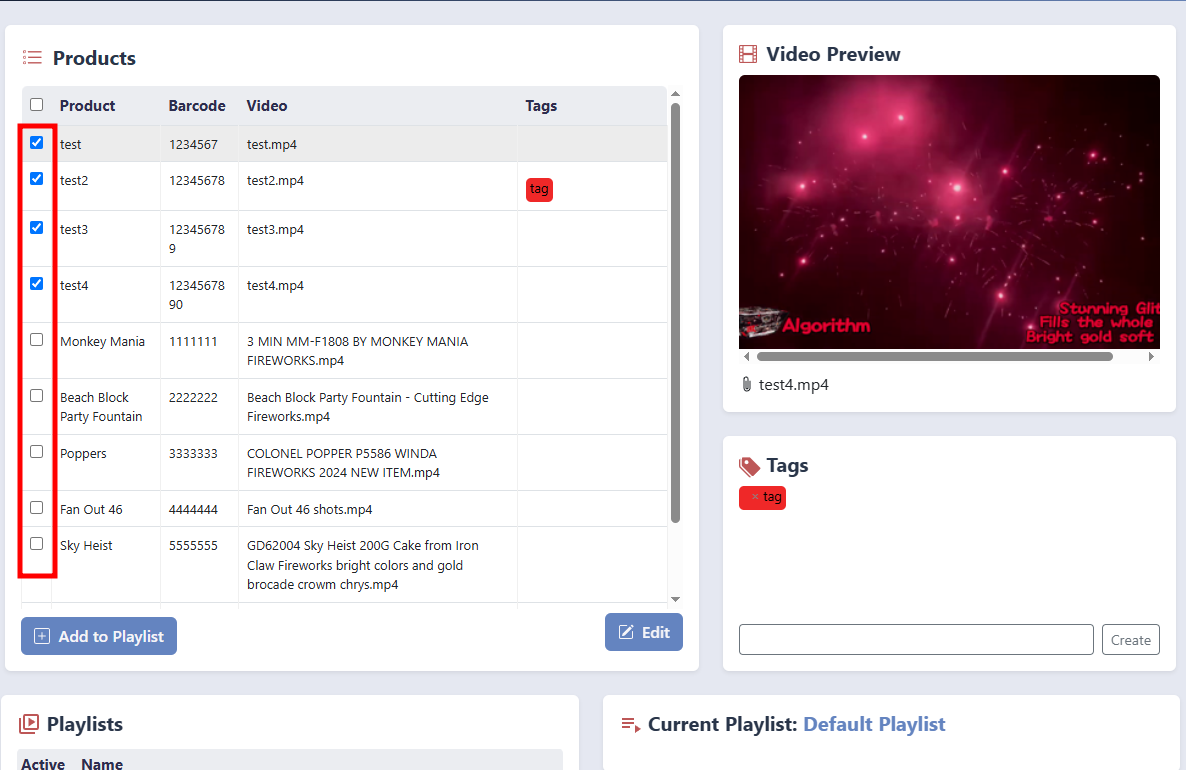 Products
Product Barcode Video Tags
test 1234567 test.mp4
test2 12345678 test2.mp4 tag
test3 12345678 test3.mp4
9
test4 12345678 test4.mp4
90
Monkey Mania 1111111 3 MIN MM-F1808 BY MONKEY MANIA
FIREWORKS.mp4
Beach Block 2222222 Beach Block Party Fountain - Cutting Edge
Party Fountain Fireworks.mp4
Poppers 3333333 COLONEL POPPER P5586 WINDA
FIREWORKS 2024 NEW ITEM.mp4
Fan Out 46 4444444 Fan Out 46 shots.mp4
Sky Heist 5555555 GD62004 Sky Heist 200G Cake from Iron
Claw Fireworks bright colors and gold
brocade crowm chrys.mp4
Add to Playlist
Edit
Video Preview
Stunning Glit
Algorithm Fills the whole
Bright gold soft
test4.mp4
Tags
× tag
Create
Playlists
Active Name
Current Playlist: Default Playlist